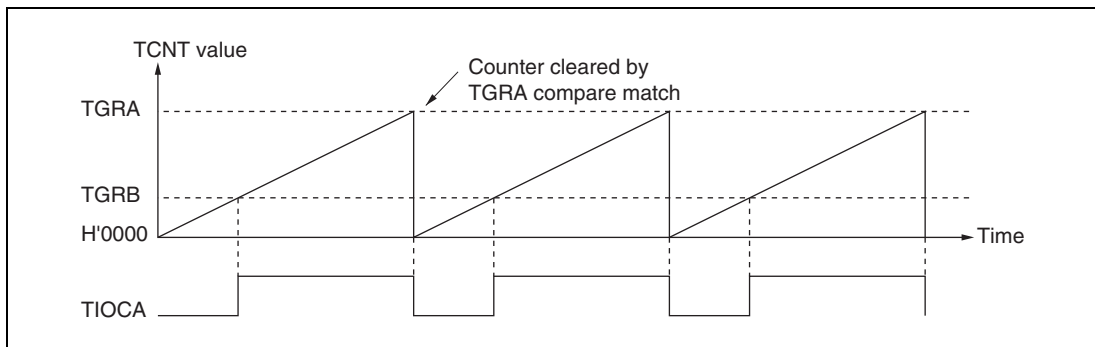 TCNT value
Counter cleared by
TGRA compare match
TGRA
TGRB
H'0000
Time
TIOCA